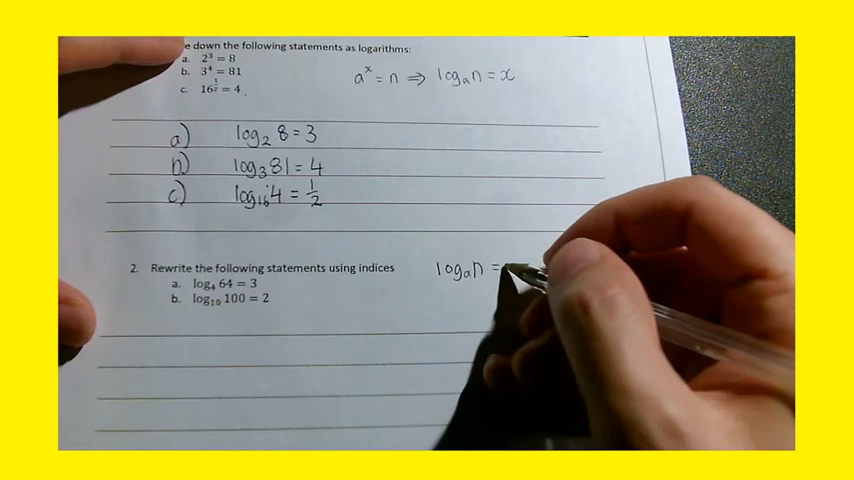 e down the following statements as logarithms:
a. 2³ = 8
b. 3⁴ = 81
c. 16^½ = 4.
aˣ = n ⇒ logₐn = x
a) log₂ 8 = 3
b) log₃ 81 = 4
c) log₁₆ 4 = ½
2. Rewrite the following statements using indices
logₐn =
a. log₄ 64 = 3
b. log₁₀ 100 = 2